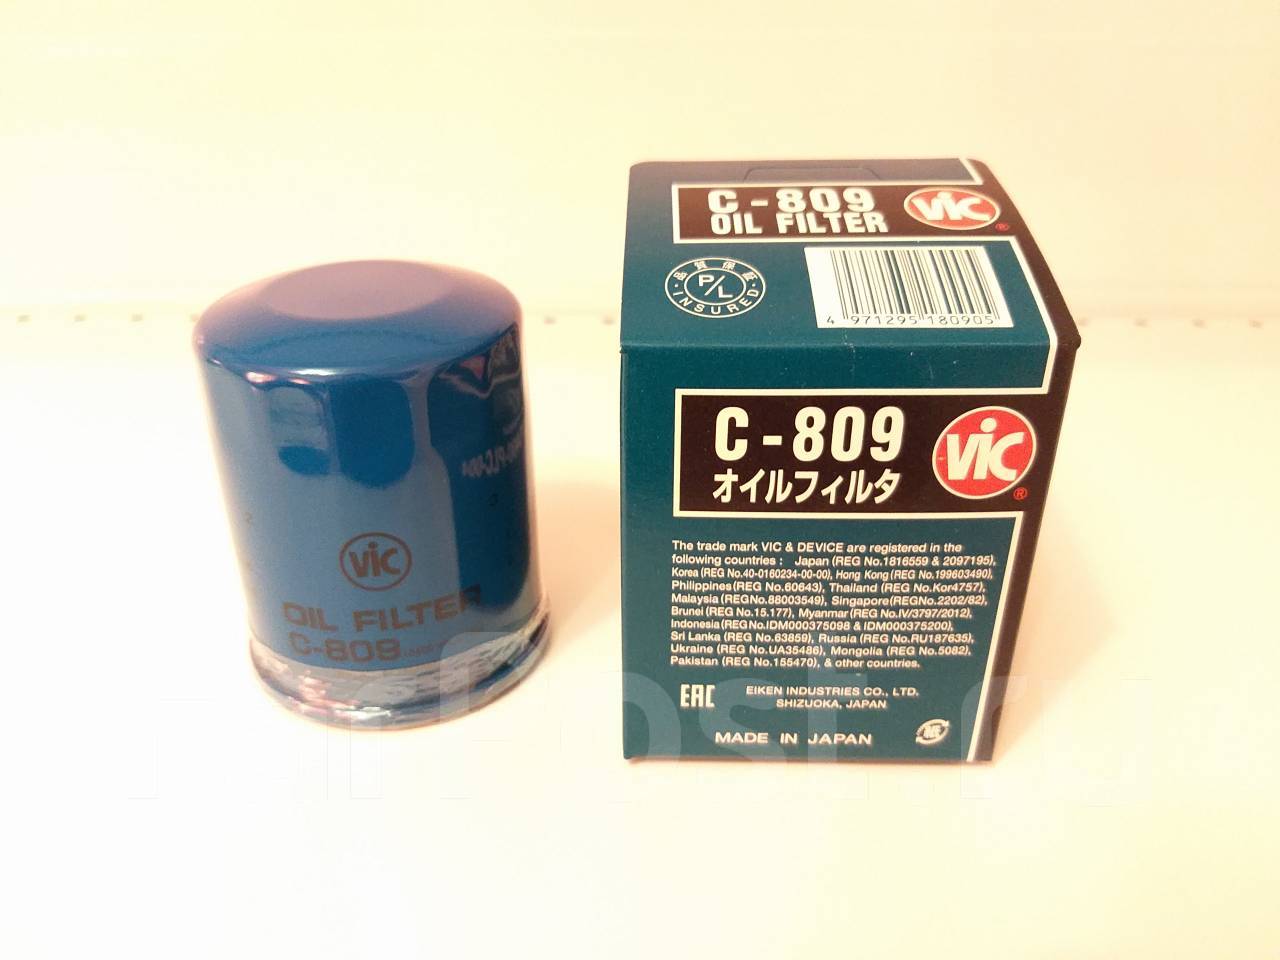 C-809
OIL FILTER
VIC ®
品質保証
P/L
INSURED
4 971295 180905
C-809
オイルフィルタ
VIC ®
The trade mark VIC & DEVICE are registered in the
following countries : Japan (REG No.1816559 & 2097195),
Korea (REG No.40-0160234-00-00), Hong Kong (REG No.199603490),
Philippines (REG No.60643), Thailand (REG No.Kor4757),
Malaysia (REG No.88003549), Singapore (REG No.2202/82),
Brunei (REG No.15.177), Myanmar (REG No.IV/3797/2012),
Indonesia (REG No.IDM000375098 & IDM000375200),
Sri Lanka (REG No.63859), Russia (REG No.RU187635),
Ukraine (REG No.UA35486), Mongolia (REG No.5082),
Pakistan (REG No.155470), & other countries.
EAC
EIKEN INDUSTRIES CO., LTD.
SHIZUOKA, JAPAN
MADE IN JAPAN
VIC
OIL FILTER
C-809
FarPost.ru